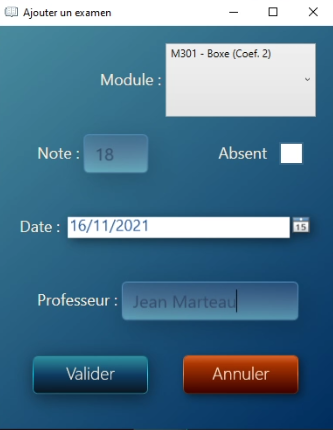 Ajouter un examen
M301 - Boxe (Coef. 2)
Module :
Note : 18 Absent
Date : 16/11/2021 15
Professeur : Jean Marteau
Valider Annuler